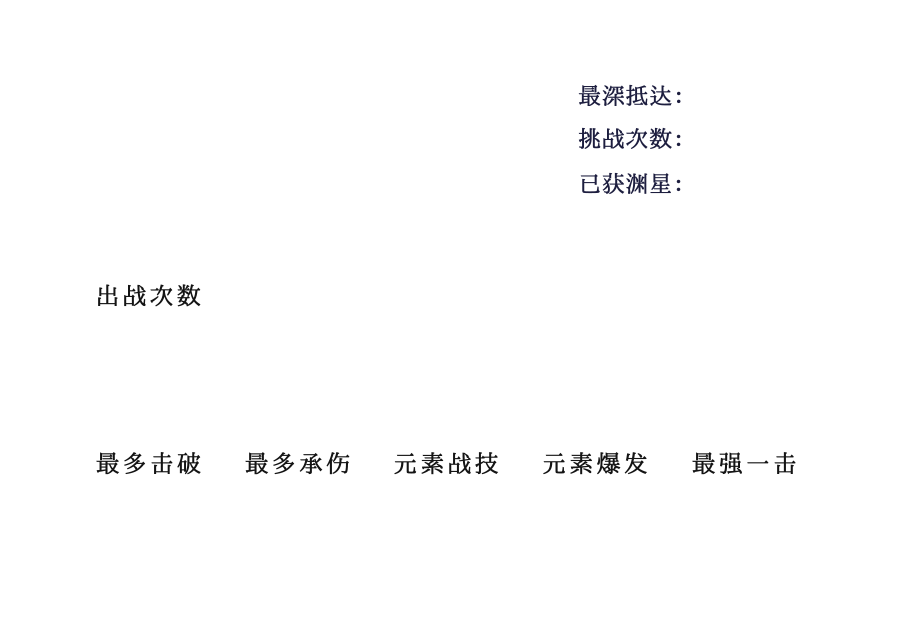 最深抵达：
挑战次数：
已获渊星：
出战次数
最多击破 最多承伤 元素战技 元素爆发 最强一击